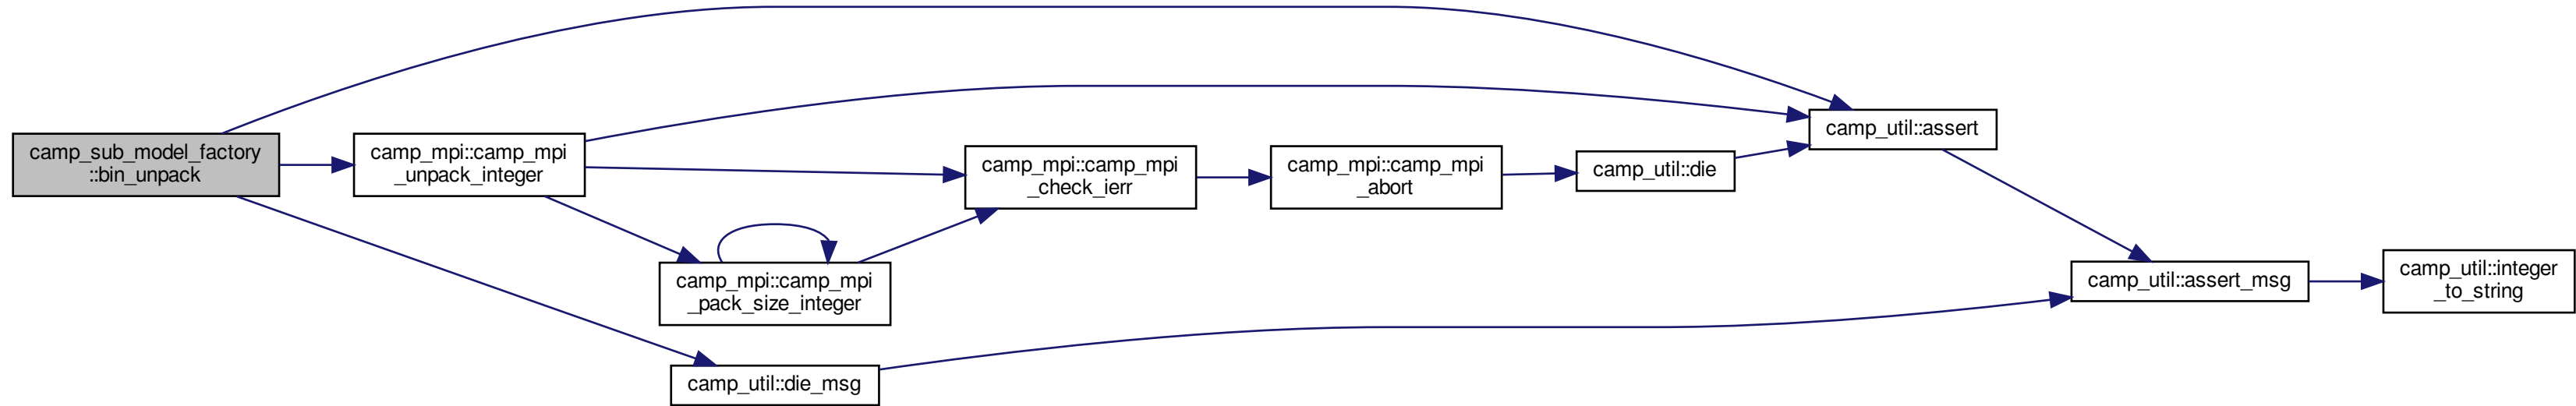 camp_sub_model_factory
::bin_unpack
camp_mpi::camp_mpi
_unpack_integer
camp_mpi::camp_mpi
_pack_size_integer
camp_util::die_msg
camp_mpi::camp_mpi
_check_ierr
camp_mpi::camp_mpi
_abort
camp_util::die
camp_util::assert
camp_util::assert_msg
camp_util::integer
_to_string